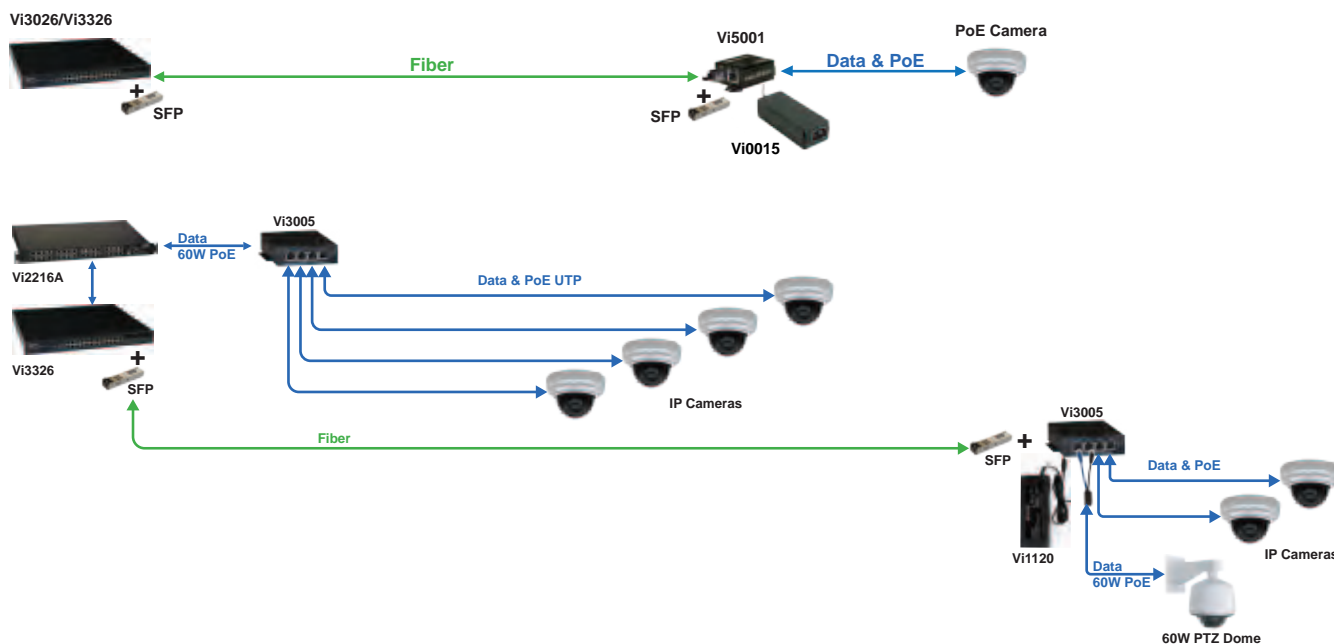 Vi3026/Vi3326
+
SFP
Fiber
Vi5001
+
SFP
Vi0015
Data & PoE
PoE Camera
Vi2216A
Data
60W PoE
Vi3005
Data & PoE UTP
IP Cameras
Vi3326
+
SFP
Fiber
SFP
+
Vi3005
Vi1120
Data & PoE
IP Cameras
Data
60W PoE
60W PTZ Dome